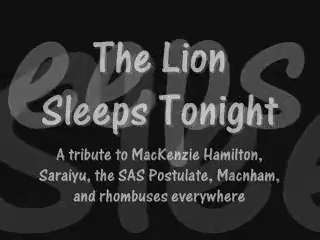 The Lion
Sleeps Tonight
A tribute to MacKenzie Hamilton,
Saraiyu, the SAS Postulate, Macnham,
and rhombuses everywhere